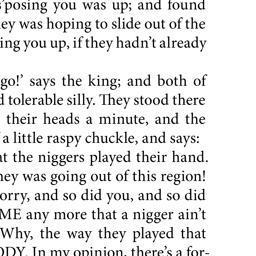 s'posing you was up; and found
ey was hoping to slide out of the
ing you up, if they hadn't already
go!' says the king; and both of
d tolerable silly. They stood there
their heads a minute, and the
a little raspy chuckle, and says:
at the niggers played their hand.
hey was going out of this region!
orry, and so did you, and so did
ME any more that a nigger ain't
Why, the way they played that
ODY. In my opinion, there's a for-